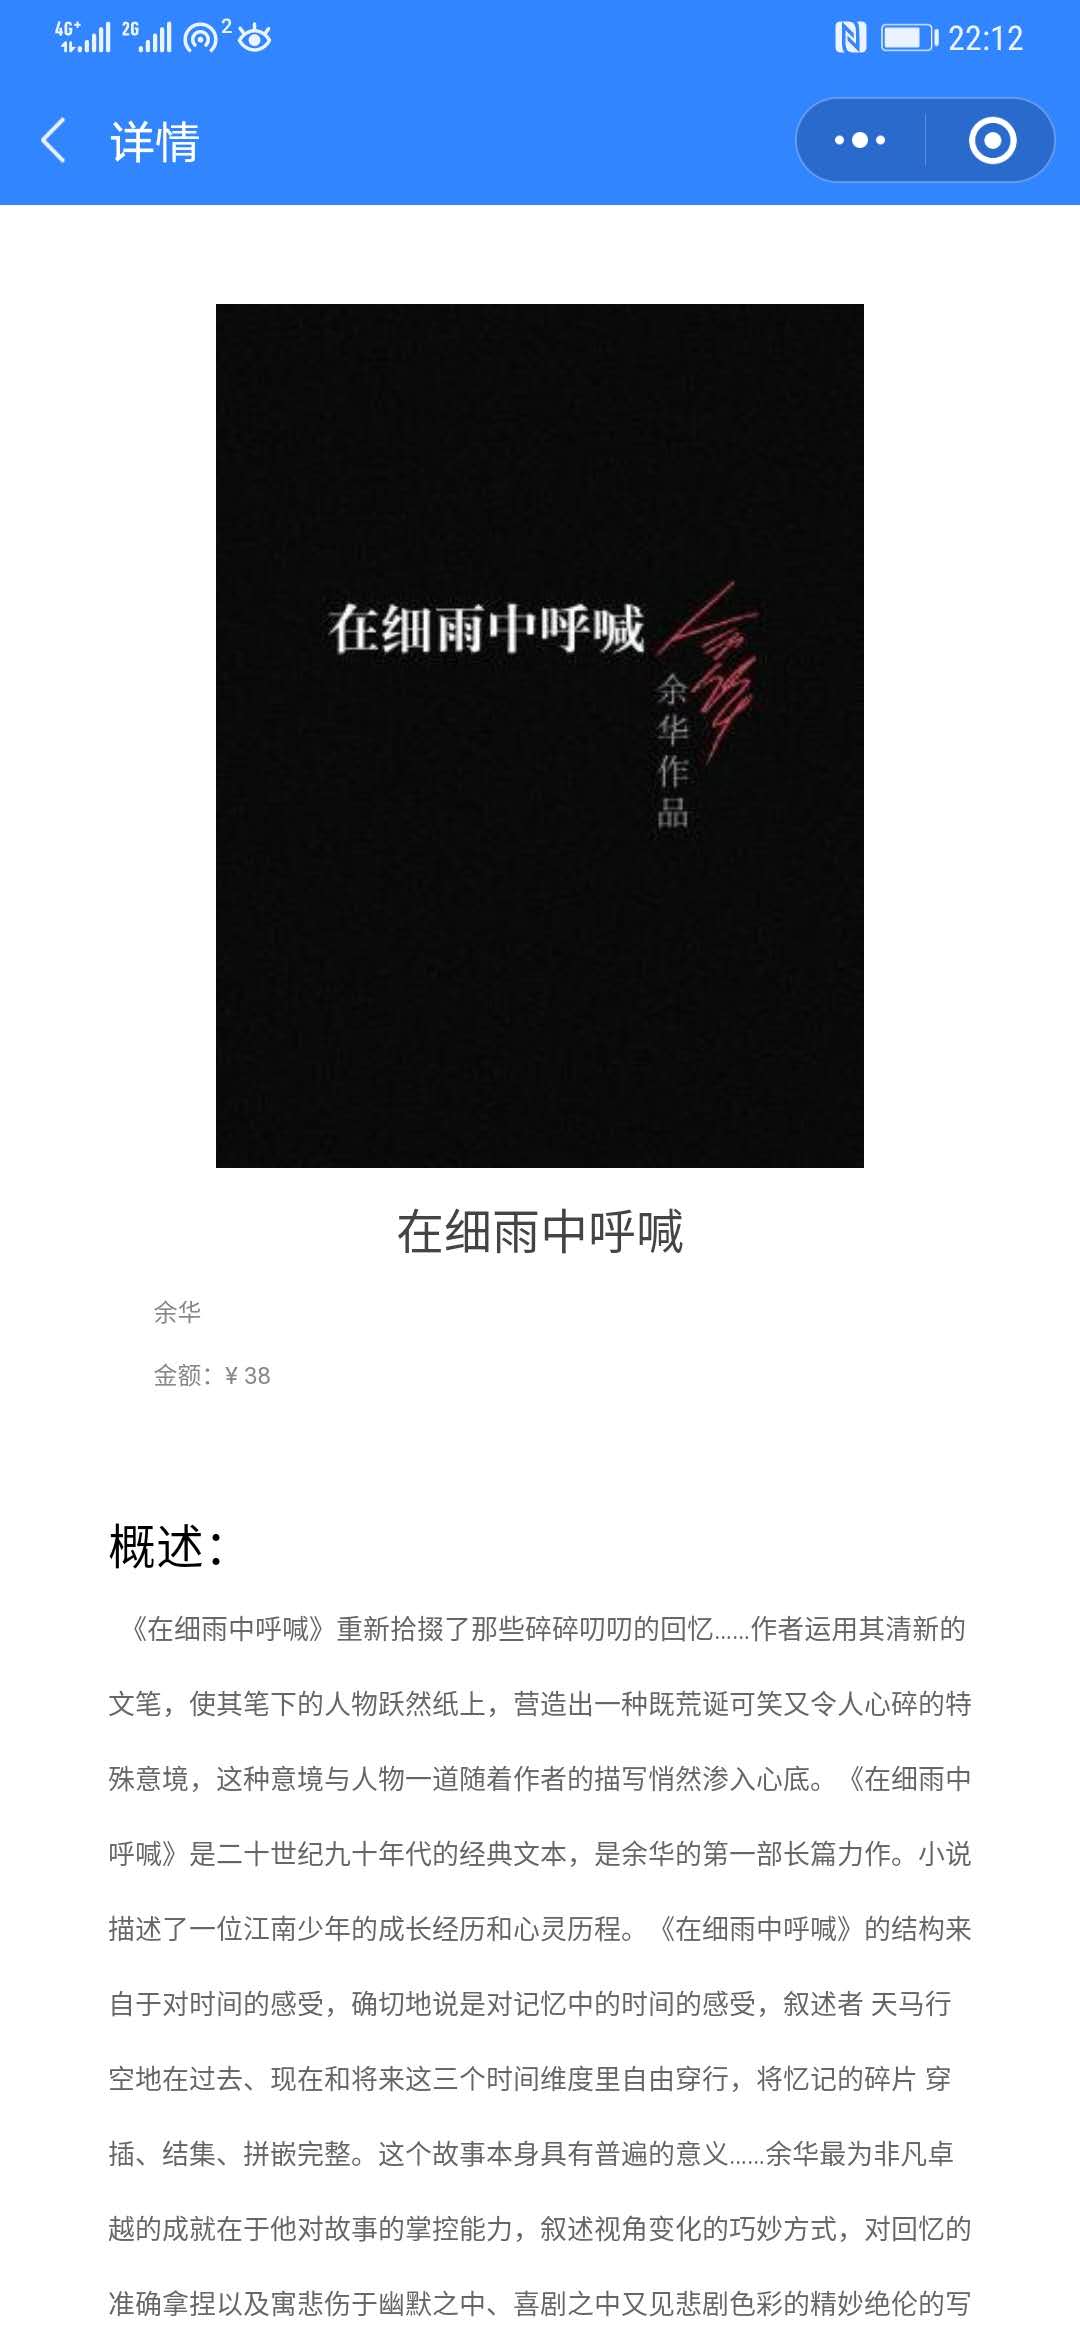 4G+ 2G 2 22:12
详情
在细雨中呼喊
余华作品
在细雨中呼喊
余华
金额：¥ 38
概述：
《在细雨中呼喊》重新拾掇了那些碎碎叨叨的回忆……作者运用其清新的
文笔，使其笔下的人物跃然纸上，营造出一种既荒诞可笑又令人心碎的特
殊意境，这种意境与人物一道随着作者的描写悄然渗入心底。《在细雨中
呼喊》是二十世纪九十年代的经典文本，是余华的第一部长篇力作。小说
描述了一位江南少年的成长经历和心灵历程。《在细雨中呼喊》的结构来
自于对时间的感受，确切地说是对记忆中的时间的感受，叙述者 天马行
空地在过去、现在和将来这三个时间维度里自由穿行，将忆记的碎片 穿
插、结集、拼嵌完整。这个故事本身具有普遍的意义……余华最为非凡卓
越的成就在于他对故事的掌控能力，叙述视角变化的巧妙方式，对回忆的
准确拿捏以及寓悲伤于幽默之中、喜剧之中又见悲剧色彩的精妙绝伦的写